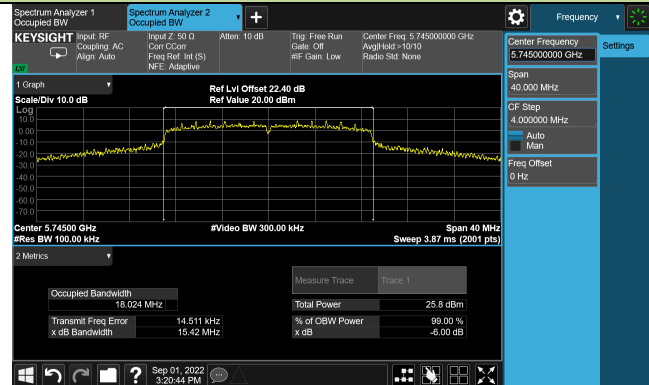 Spectrum Analyzer 1
Occupied BW
Spectrum Analyzer 2
Occupied BW
Frequency
KEYSIGHT
Input: RF
Coupling: AC
Align: Auto
Input Z: 50 Ω
Corr CCorr
Freq Ref: Int (S)
NFE: Adaptive
Atten: 10 dB
Trig: Free Run
Gate: Off
#IF Gain: Low
Center Freq: 5.745000000 GHz
Avg|Hold:>10/10
Radio Std: None
LXI
Center Frequency
5.745000000 GHz
Settings
Span
40.000 MHz
CF Step
4.000000 MHz
Auto
Man
Freq Offset
0 Hz
1 Graph
Scale/Div 10.0 dB
Ref Lvl Offset 22.40 dB
Ref Value 20.00 dBm
Log
10.0
0.00
-10.0
-20.0
-30.0
-40.0
-50.0
-60.0
-70.0
Center 5.74500 GHz
#Video BW 300.00 kHz
Span 40 MHz
#Res BW 100.00 kHz
Sweep 3.87 ms (2001 pts)
2 Metrics
Measure Trace
Trace 1
Occupied Bandwidth
18.024 MHz
Total Power
25.8 dBm
Transmit Freq Error
14.511 kHz
% of OBW Power
99.00 %
x dB Bandwidth
15.42 MHz
x dB
-6.00 dB
?
Sep 01, 2022
3:20:44 PM